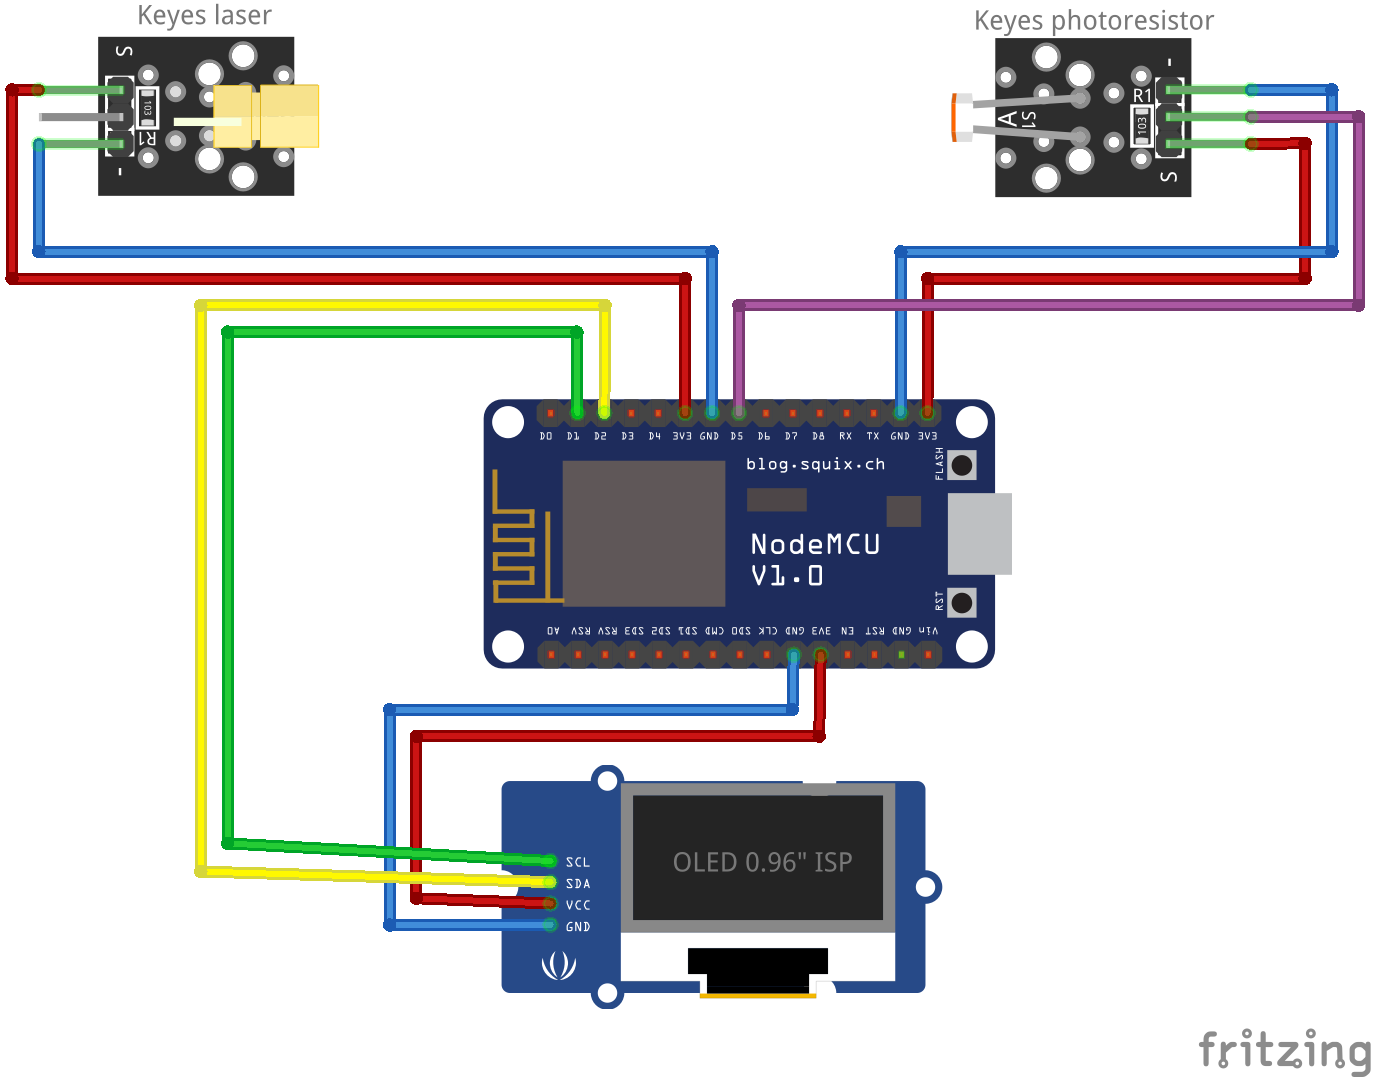 Keyes laser
Keyes photoresistor
S
103
R1
-
-
R1
A
S1
103
S
D0 D1 D2 D3 D4 3V3 GND D5 D6 D7 D8 RX TX GND 3V3
blog.squix.ch
FLASH
NodeMCU
V1.0
RST
A0 RSV RSV SD3 SD2 SD1 CMD SD0 CLK GND 3V3 EN RST GND Vin
SCL
SDA
VCC
GND
OLED 0.96" ISP
fritzing